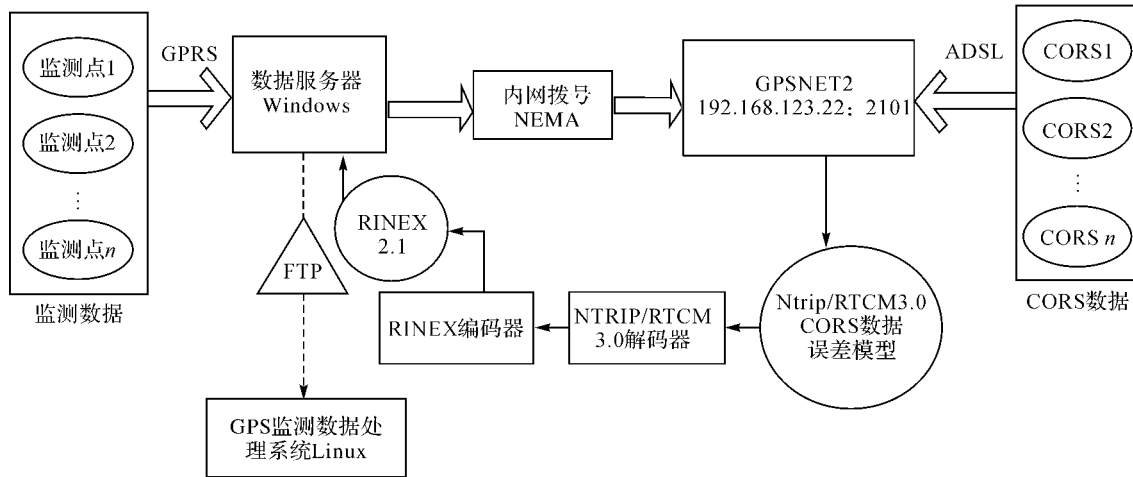 监测点1
监测点2
⋮
监测点n
监测数据
GPRS
数据服务器
Windows
内网拨号
NEMA
GPSNET2
192.168.123.22：2101
ADSL
CORS1
CORS2
⋮
CORS n
CORS数据
RINEX
2.1
FTP
RINEX编码器
NTRIP/RTCM
3.0解码器
Ntrip/RTCM3.0
CORS数据
误差模型
GPS监测数据处
理系统Linux